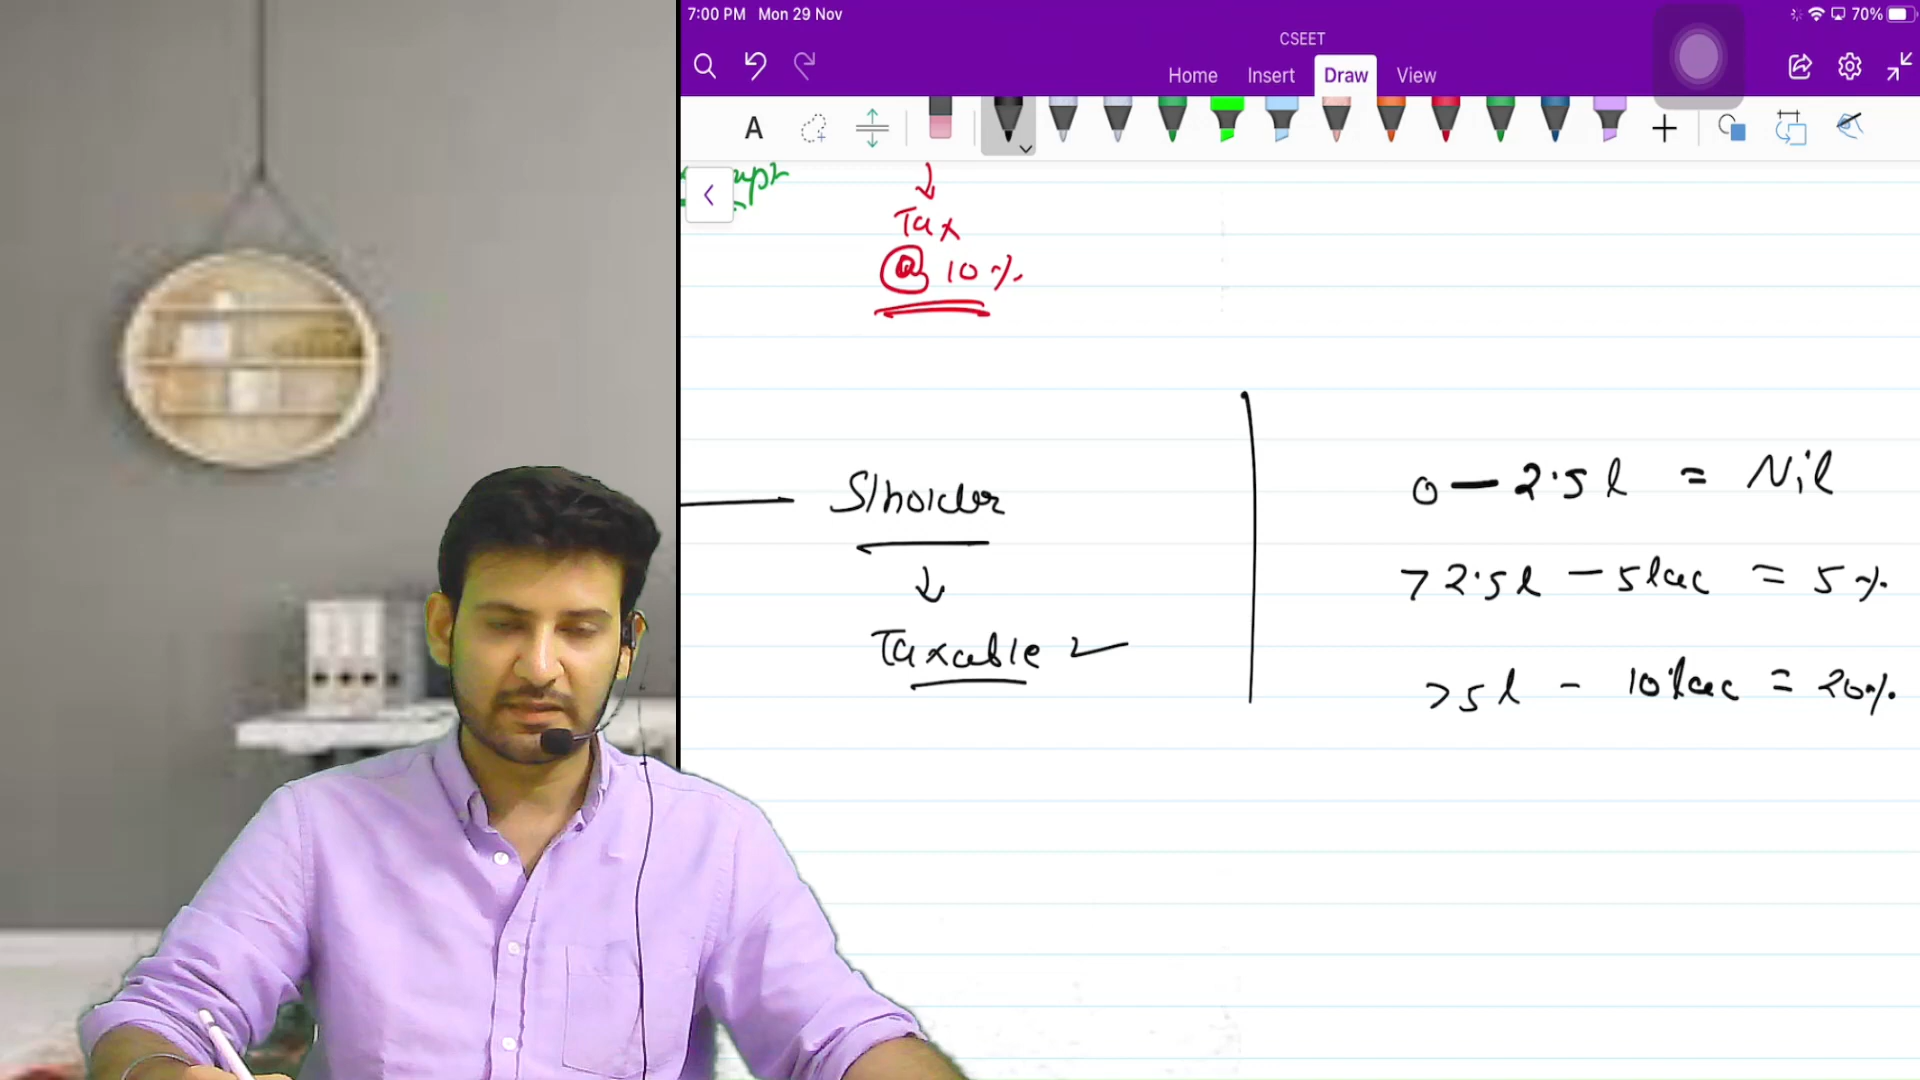 7:00 PM Mon 29 Nov
70%
CSEET
Home Insert Draw View
A
Tax
@ 10%
S/holder
Taxable
0 — 2.5 l = Nil
>2.5 l — 5 lac = 5%
>5 l - 10 lac = 20%